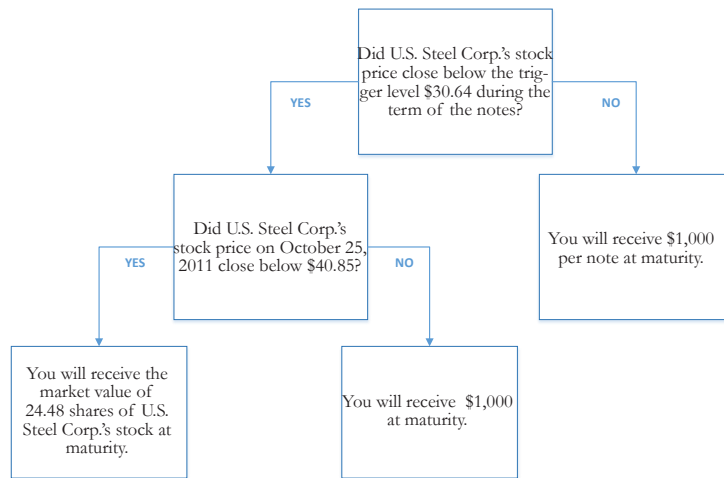 Did U.S. Steel Corp.'s stock
price close below the trig-
ger level $30.64 during the
term of the notes?
YES
NO
Did U.S. Steel Corp.'s
stock price on October 25,
2011 close below $40.85?
You will receive $1,000
per note at maturity.
YES
NO
You will receive the
market value of
24.48 shares of U.S.
Steel Corp.'s stock at
maturity.
You will receive $1,000
at maturity.